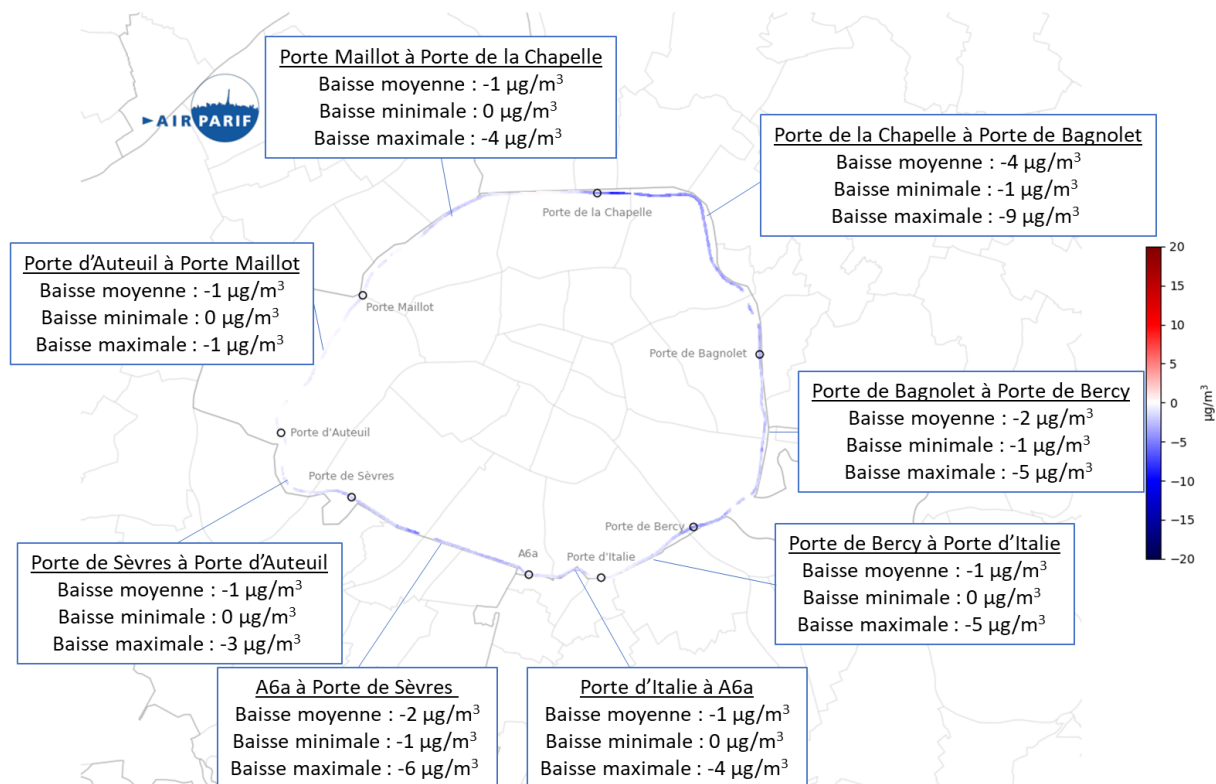 Porte Maillot à Porte de la Chapelle
Baisse moyenne : -1 µg/m³
Baisse minimale : 0 µg/m³
Baisse maximale : -4 µg/m³
AIRPARIF
Porte de la Chapelle à Porte de Bagnolet
Baisse moyenne : -4 µg/m³
Baisse minimale : -1 µg/m³
Baisse maximale : -9 µg/m³
Porte de la Chapelle
Porte d'Auteuil à Porte Maillot
Baisse moyenne : -1 µg/m³
Baisse minimale : 0 µg/m³
Baisse maximale : -1 µg/m³
Porte Maillot
Porte de Bagnolet
20
15
10
5
0
−5
−10
−15
−20
µg/m³
Porte de Bagnolet à Porte de Bercy
Baisse moyenne : -2 µg/m³
Baisse minimale : -1 µg/m³
Baisse maximale : -5 µg/m³
Porte d'Auteuil
Porte de Sèvres
Porte de Bercy
A6a
Porte d'Italie
Porte de Bercy à Porte d'Italie
Baisse moyenne : -1 µg/m³
Baisse minimale : 0 µg/m³
Baisse maximale : -5 µg/m³
Porte de Sèvres à Porte d'Auteuil
Baisse moyenne : -1 µg/m³
Baisse minimale : 0 µg/m³
Baisse maximale : -3 µg/m³
A6a à Porte de Sèvres
Baisse moyenne : -2 µg/m³
Baisse minimale : -1 µg/m³
Baisse maximale : -6 µg/m³
Porte d'Italie à A6a
Baisse moyenne : -1 µg/m³
Baisse minimale : 0 µg/m³
Baisse maximale : -4 µg/m³